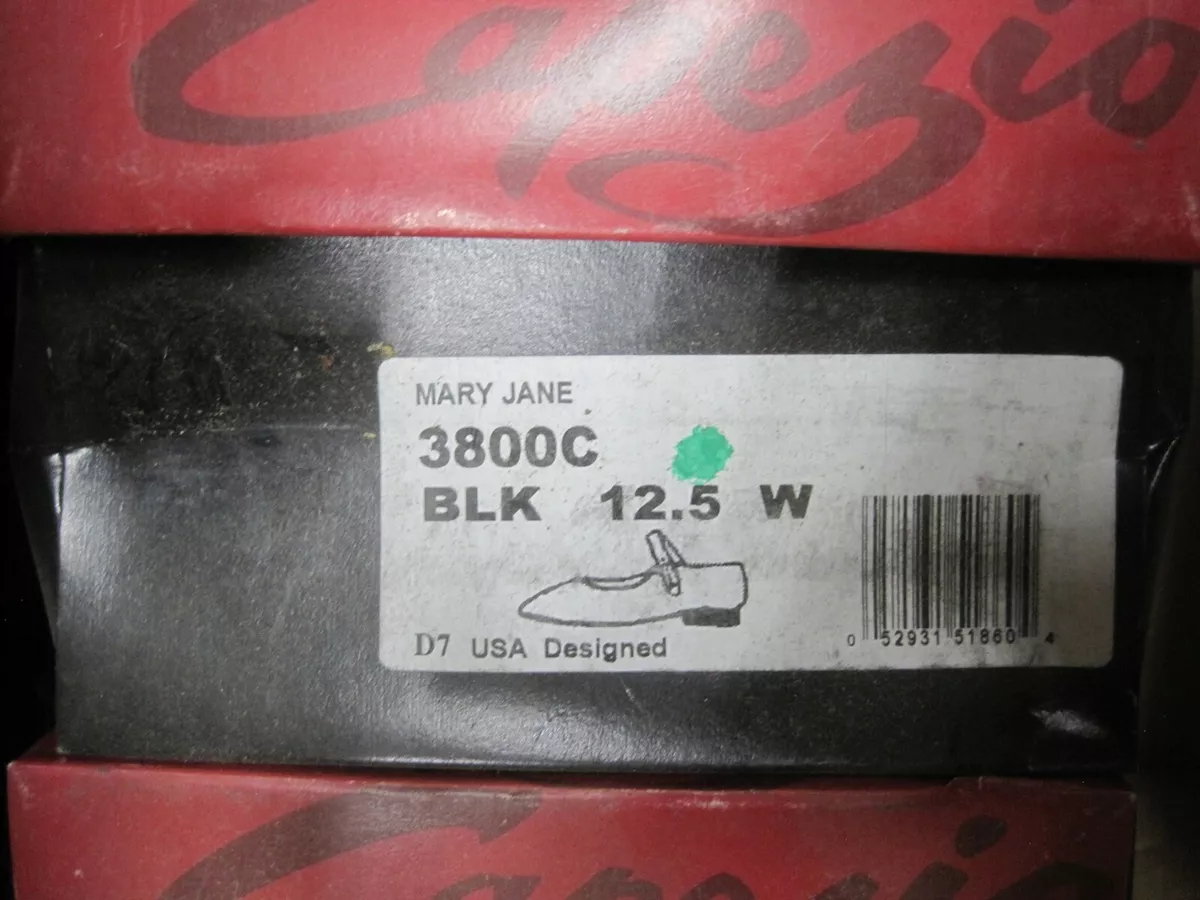 Capezio
MARY JANE
3800C
BLK 12.5 W
D7 USA Designed
0 52931 51860 4
Capezio